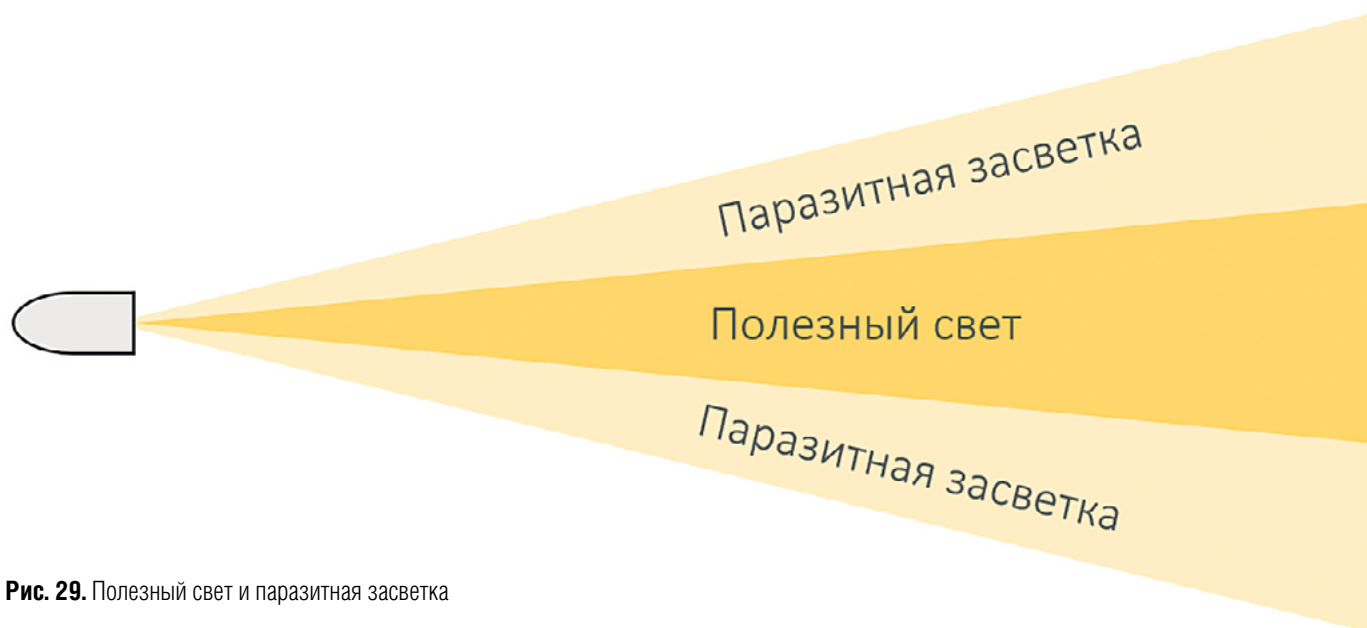 Паразитная засветка
Полезный свет
Паразитная засветка
Рис. 29. Полезный свет и паразитная засветка